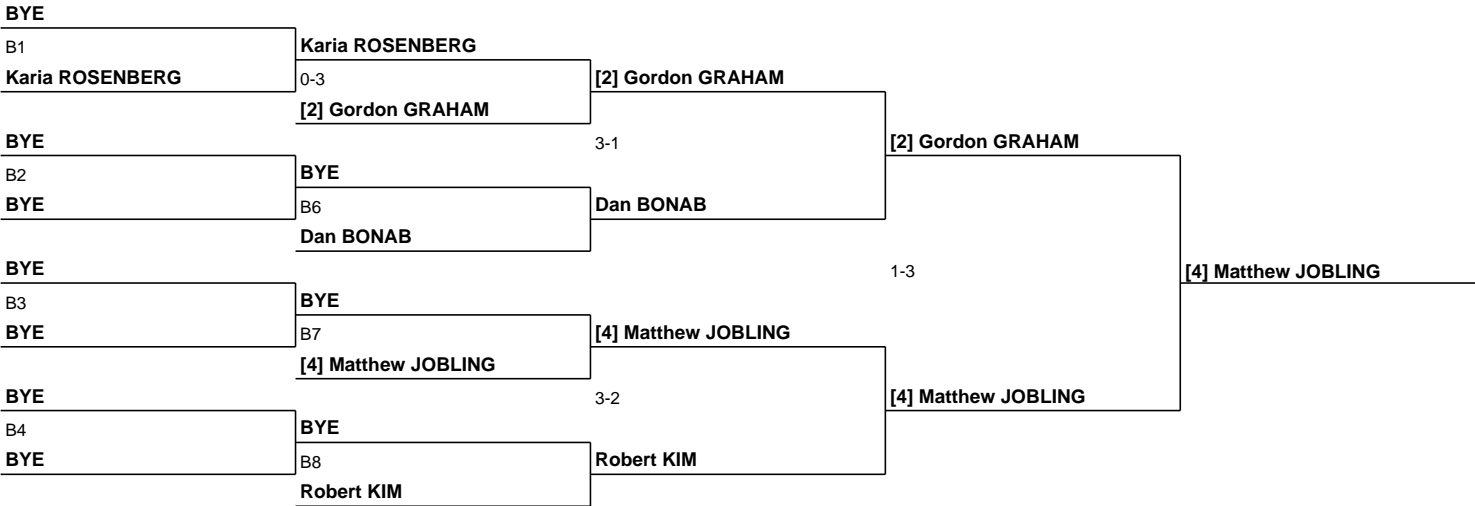 BYE
B1
Karia ROSENBERG
Karia ROSENBERG
0-3
[2] Gordon GRAHAM
[2] Gordon GRAHAM
BYE
B2
BYE
3-1
[2] Gordon GRAHAM
BYE
B6
Dan BONAB
Dan BONAB
BYE
B3
BYE
1-3
[4] Matthew JOBLING
BYE
B7
[4] Matthew JOBLING
[4] Matthew JOBLING
BYE
B4
BYE
3-2
[4] Matthew JOBLING
BYE
B8
Robert KIM
Robert KIM